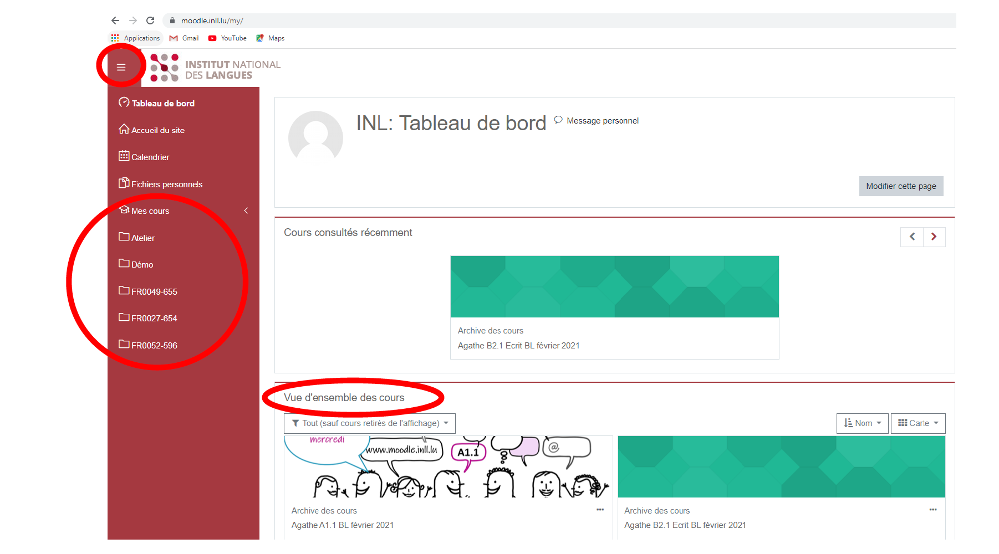 moodle.inll.lu/my/
Applications Gmail YouTube Maps
INSTITUT NATIONAL
DES LANGUES
Tableau de bord
Accueil du site
Calendrier
Fichiers personnels
Mes cours
Atelier
Démo
FR0049-655
FR0027-654
FR0052-596
INL: Tableau de bord Message personnel
Modifier cette page
Cours consultés récemment
Archive des cours
Agathe B2.1 Ecrit BL février 2021
Vue d'ensemble des cours
Tout (sauf cours retirés de l'affichage) Nom Carte
mercredi
www.moodle.inll.lu
A1.1
@
Archive des cours
Agathe A1.1 BL février 2021
Archive des cours
Agathe B2.1 Ecrit BL février 2021